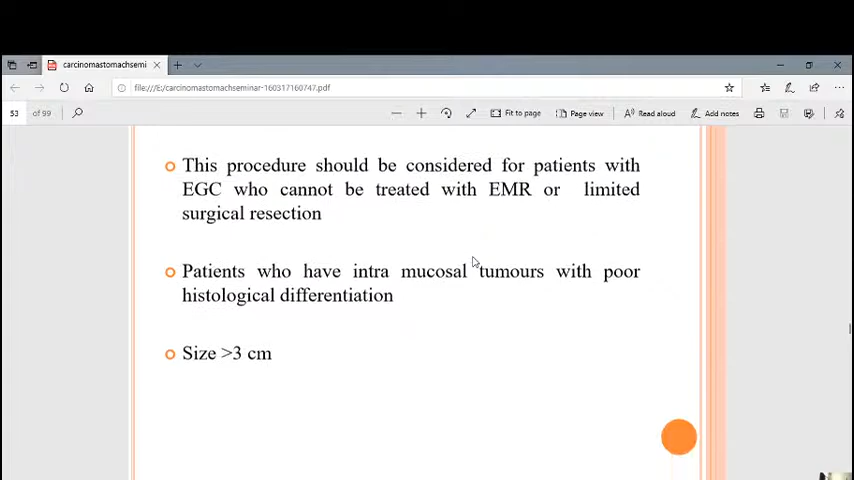 carcinomastomachsemi
file:///E:/carcinomastomachseminar-160317160747.pdf
53 of 99
Fit to page
Page view
Read aloud
Add notes
This procedure should be considered for patients with
EGC who cannot be treated with EMR or limited
surgical resection
Patients who have intra mucosal tumours with poor
histological differentiation
Size >3 cm